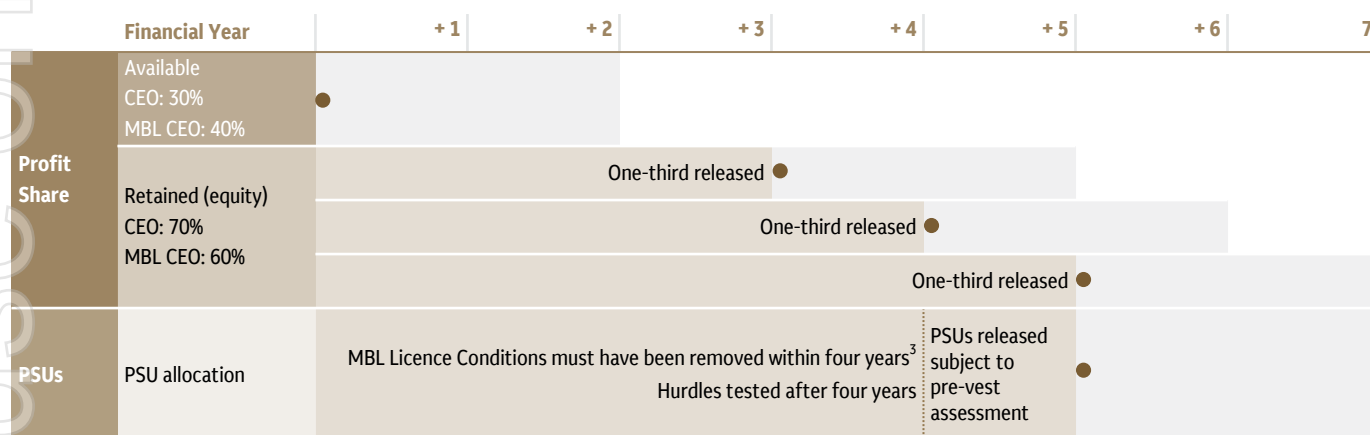 Financial Year + 1 + 2 + 3 + 4 + 5 + 6 7
Available
CEO: 30%
MBL CEO: 40%
Profit
Share
Retained (equity)
CEO: 70%
MBL CEO: 60%
One-third released
One-third released
One-third released
PSUs
PSU allocation
MBL Licence Conditions must have been removed within four years³
Hurdles tested after four years
PSUs released
subject to
pre-vest
assessment